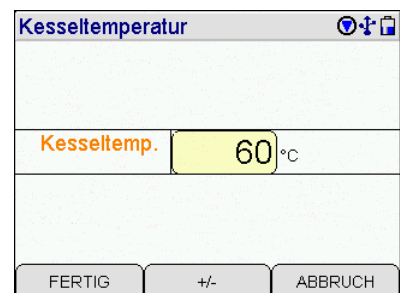 Kesseltemperatur
Kesseltemp. 60 °C
FERTIG +/- ABBRUCH